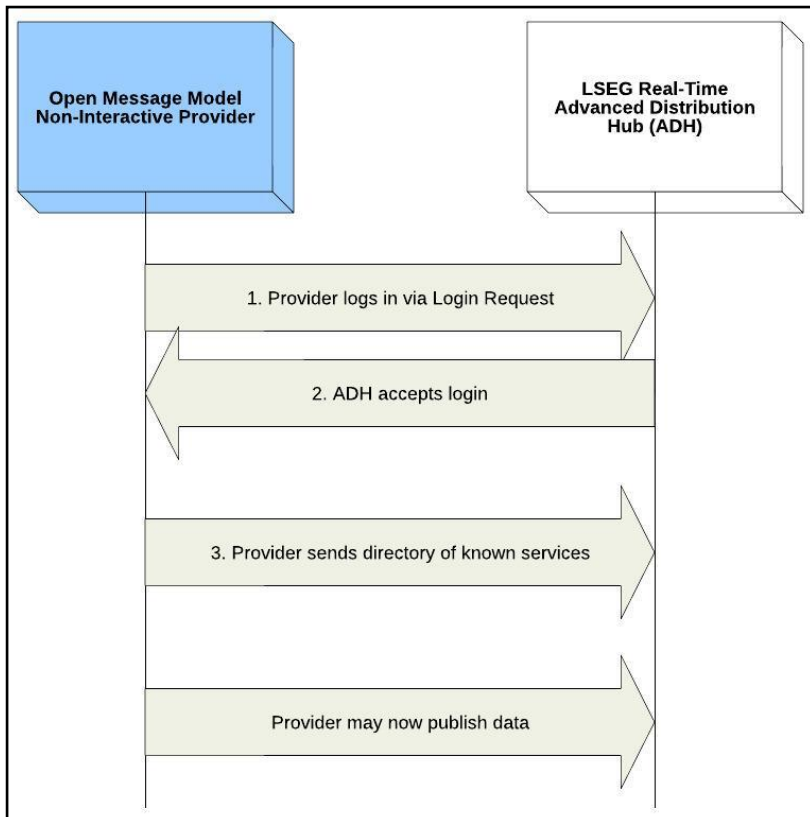 Open Message Model
Non-Interactive Provider
LSEG Real-Time
Advanced Distribution
Hub (ADH)
1. Provider logs in via Login Request
2. ADH accepts login
3. Provider sends directory of known services
Provider may now publish data